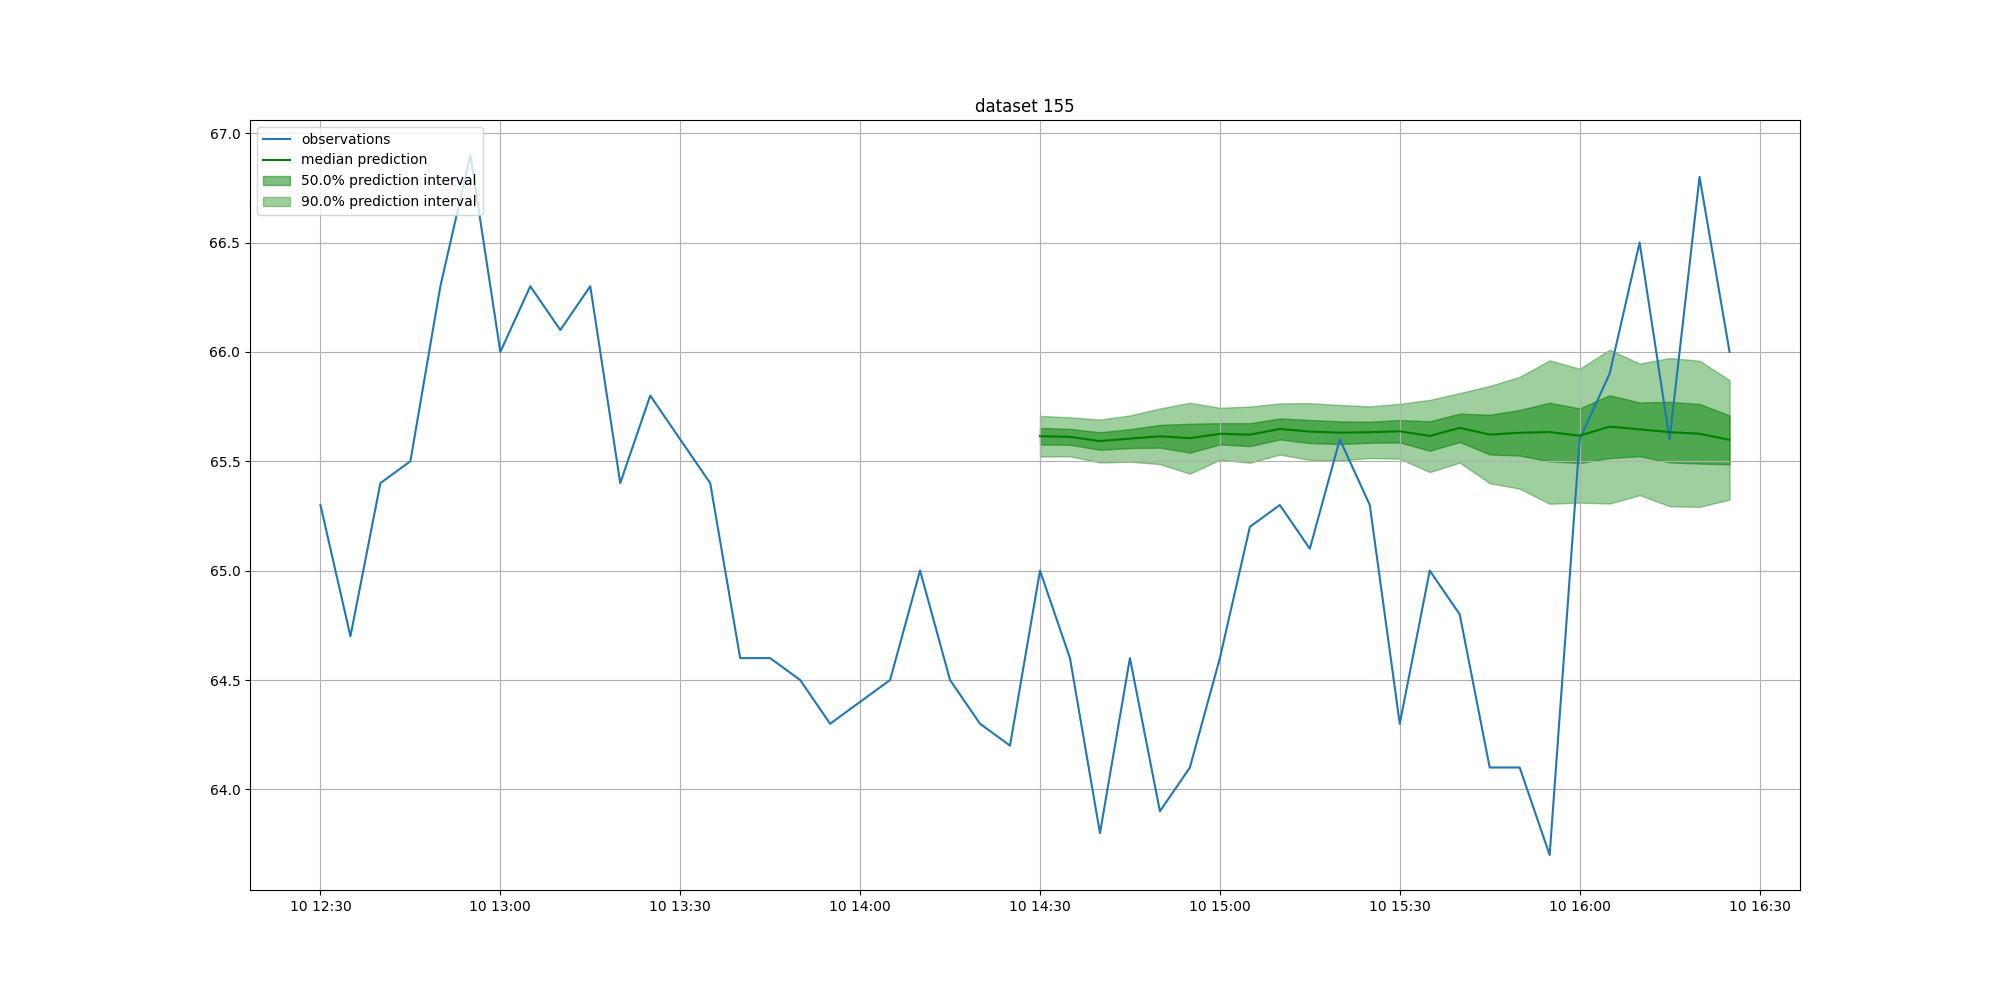 dataset 155
67.0
66.5
66.0
65.5
65.0
64.5
64.0
observations
median prediction
50.0% prediction interval
90.0% prediction interval
10 12:30 10 13:00 10 13:30 10 14:00 10 14:30 10 15:00 10 15:30 10 16:00 10 16:30